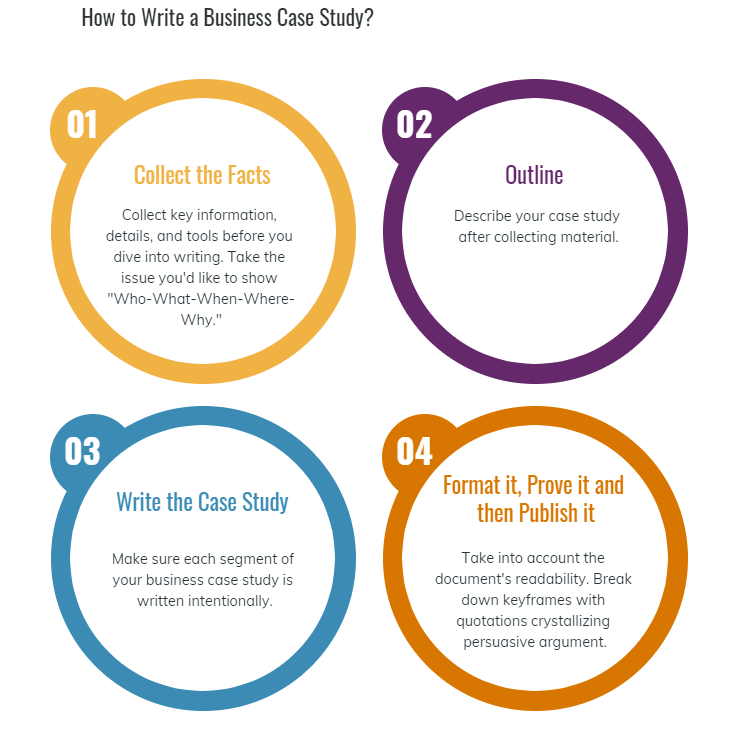 How to Write a Business Case Study?
01
Collect the Facts
Collect key information,
details, and tools before you
dive into writing. Take the
issue you'd like to show
"Who-What-When-Where-
Why."
02
Outline
Describe your case study
after collecting material.
03
Write the Case Study
Make sure each segment of
your business case study is
written intentionally.
04
Format it, Prove it and
then Publish it
Take into account the
document's readability. Break
down keyframes with
quotations crystallizing
persuasive argument.